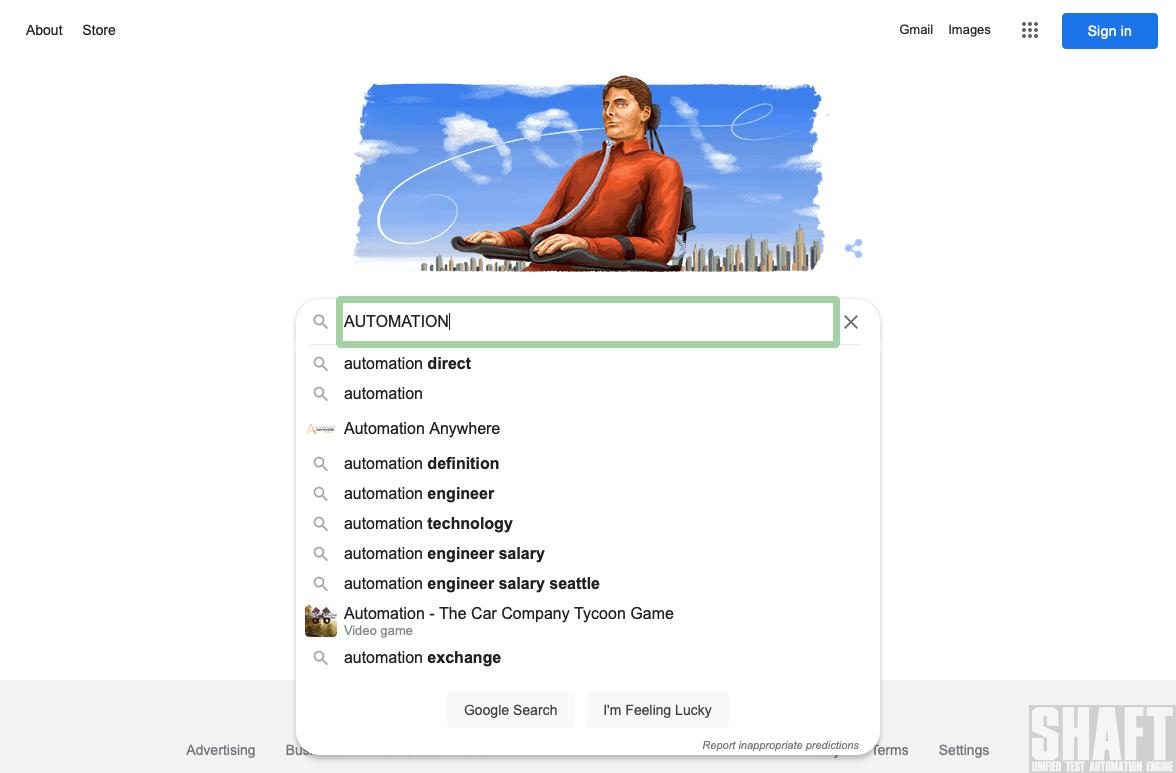 About Store Gmail Images Sign in
AUTOMATION
automation direct
automation
Automation Anywhere
automation definition
automation engineer
automation technology
automation engineer salary
automation engineer salary seattle
Automation - The Car Company Tycoon Game
Video game
automation exchange
Google Search I'm Feeling Lucky
Report inappropriate predictions
Advertising Terms Settings
SHAFT
UNIFIED TEST AUTOMATION ENGINE